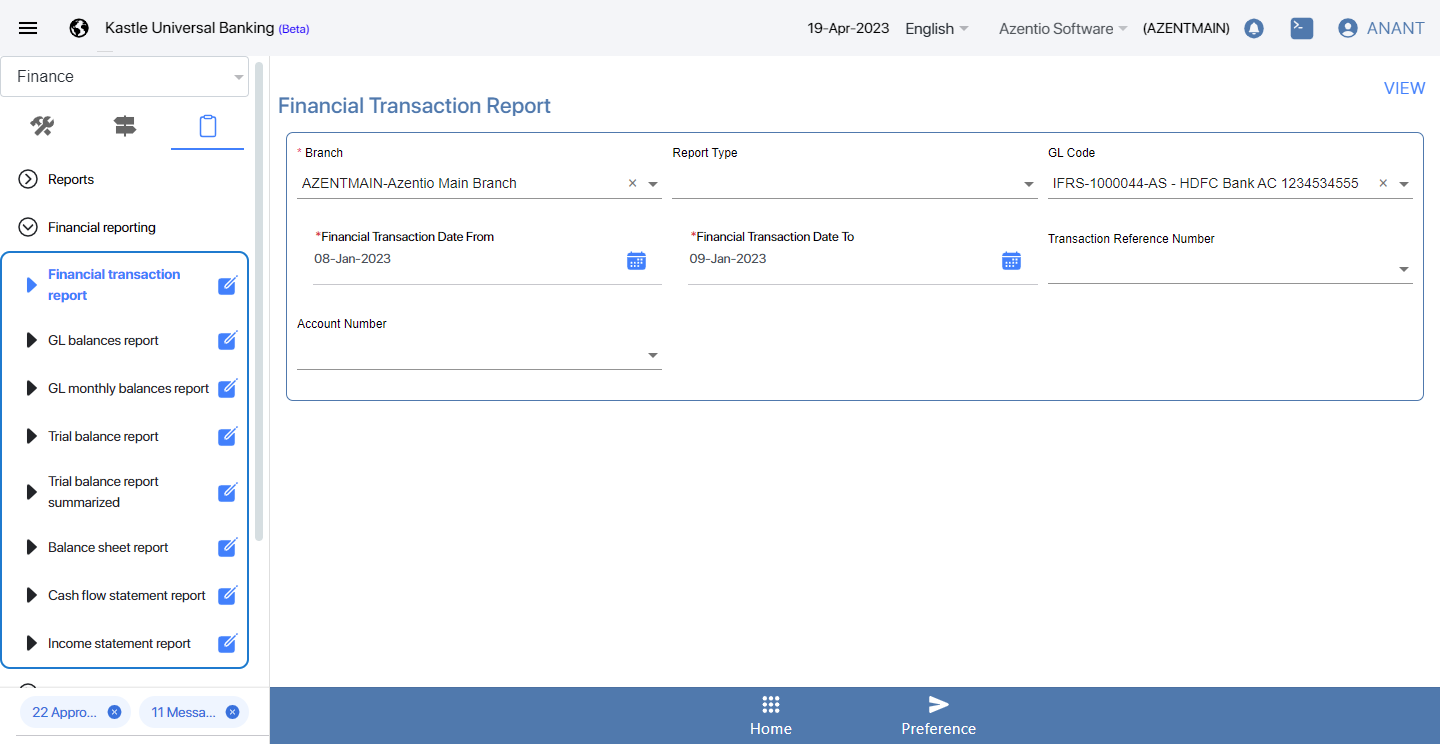 Kastle Universal Banking (Beta)
19-Apr-2023
English
Azentio Software
(AZENTMAIN)
ANANT
Finance
Reports
Financial reporting
Financial transaction
report
GL balances report
GL monthly balances report
Trial balance report
Trial balance report
summarized
Balance sheet report
Cash flow statement report
Income statement report
22 Appro...
11 Messa...
VIEW
Financial Transaction Report
* Branch
AZENTMAIN-Azentio Main Branch
Report Type
GL Code
IFRS-1000044-AS - HDFC Bank AC 1234534555
*Financial Transaction Date From
08-Jan-2023
*Financial Transaction Date To
09-Jan-2023
Transaction Reference Number
Account Number
Home
Preference